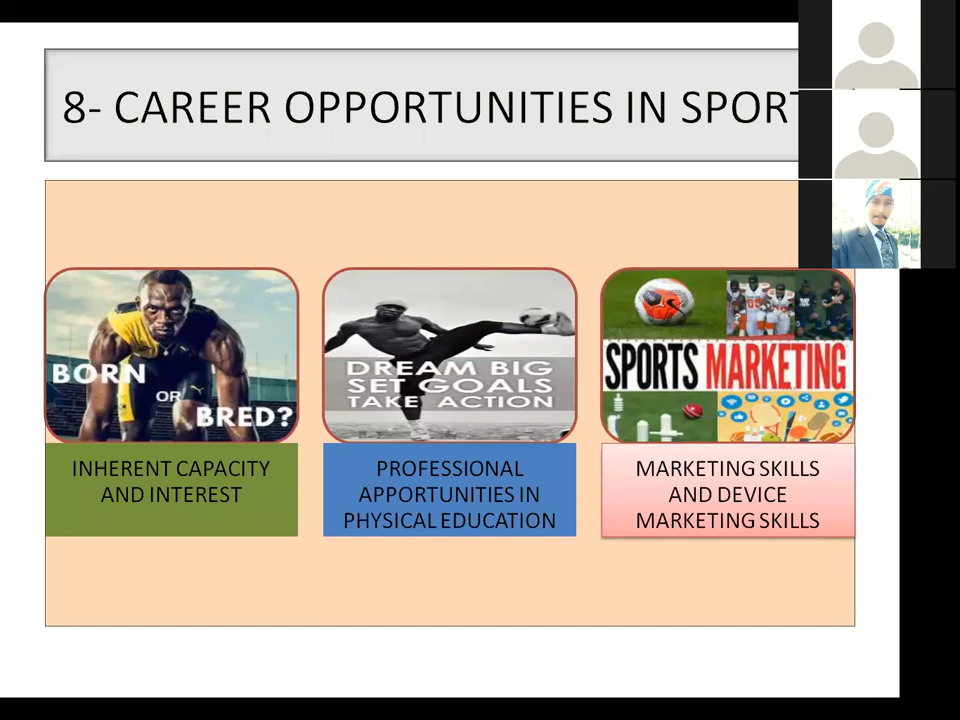 8- CAREER OPPORTUNITIES IN SPORT
BORN
OR
BRED?
DREAM BIG
SET GOALS
TAKE ACTION
SPORTS MARKETING
INHERENT CAPACITY
AND INTEREST
PROFESSIONAL
APPORTUNITIES IN
PHYSICAL EDUCATION
MARKETING SKILLS
AND DEVICE
MARKETING SKILLS